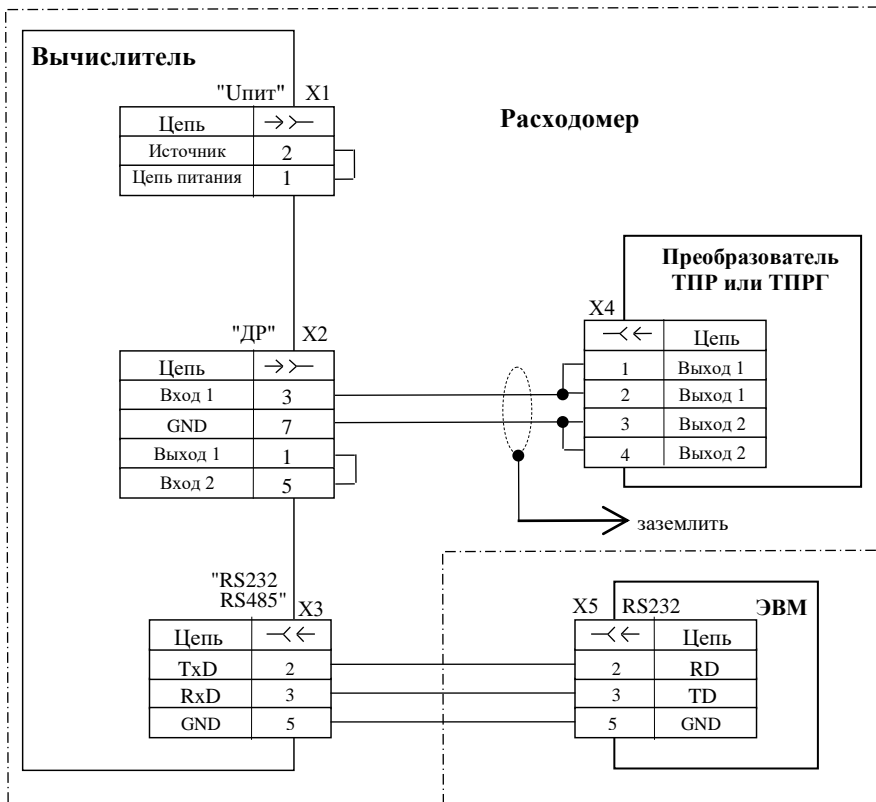 Вычислитель
"Uпит" X1
Цепь
Источник 2
Цепь питания 1
Расходомер
Преобразователь
ТПР или ТПРГ
X4
Цепь
1 Выход 1
2 Выход 1
3 Выход 2
4 Выход 2
"ДР" X2
Цепь
Вход 1 3
GND 7
Выход 1 1
Вход 2 5
заземлить
"RS232
RS485" X3
Цепь
TxD 2
RxD 3
GND 5
X5 RS232 ЭВМ
Цепь
2 RD
3 TD
5 GND